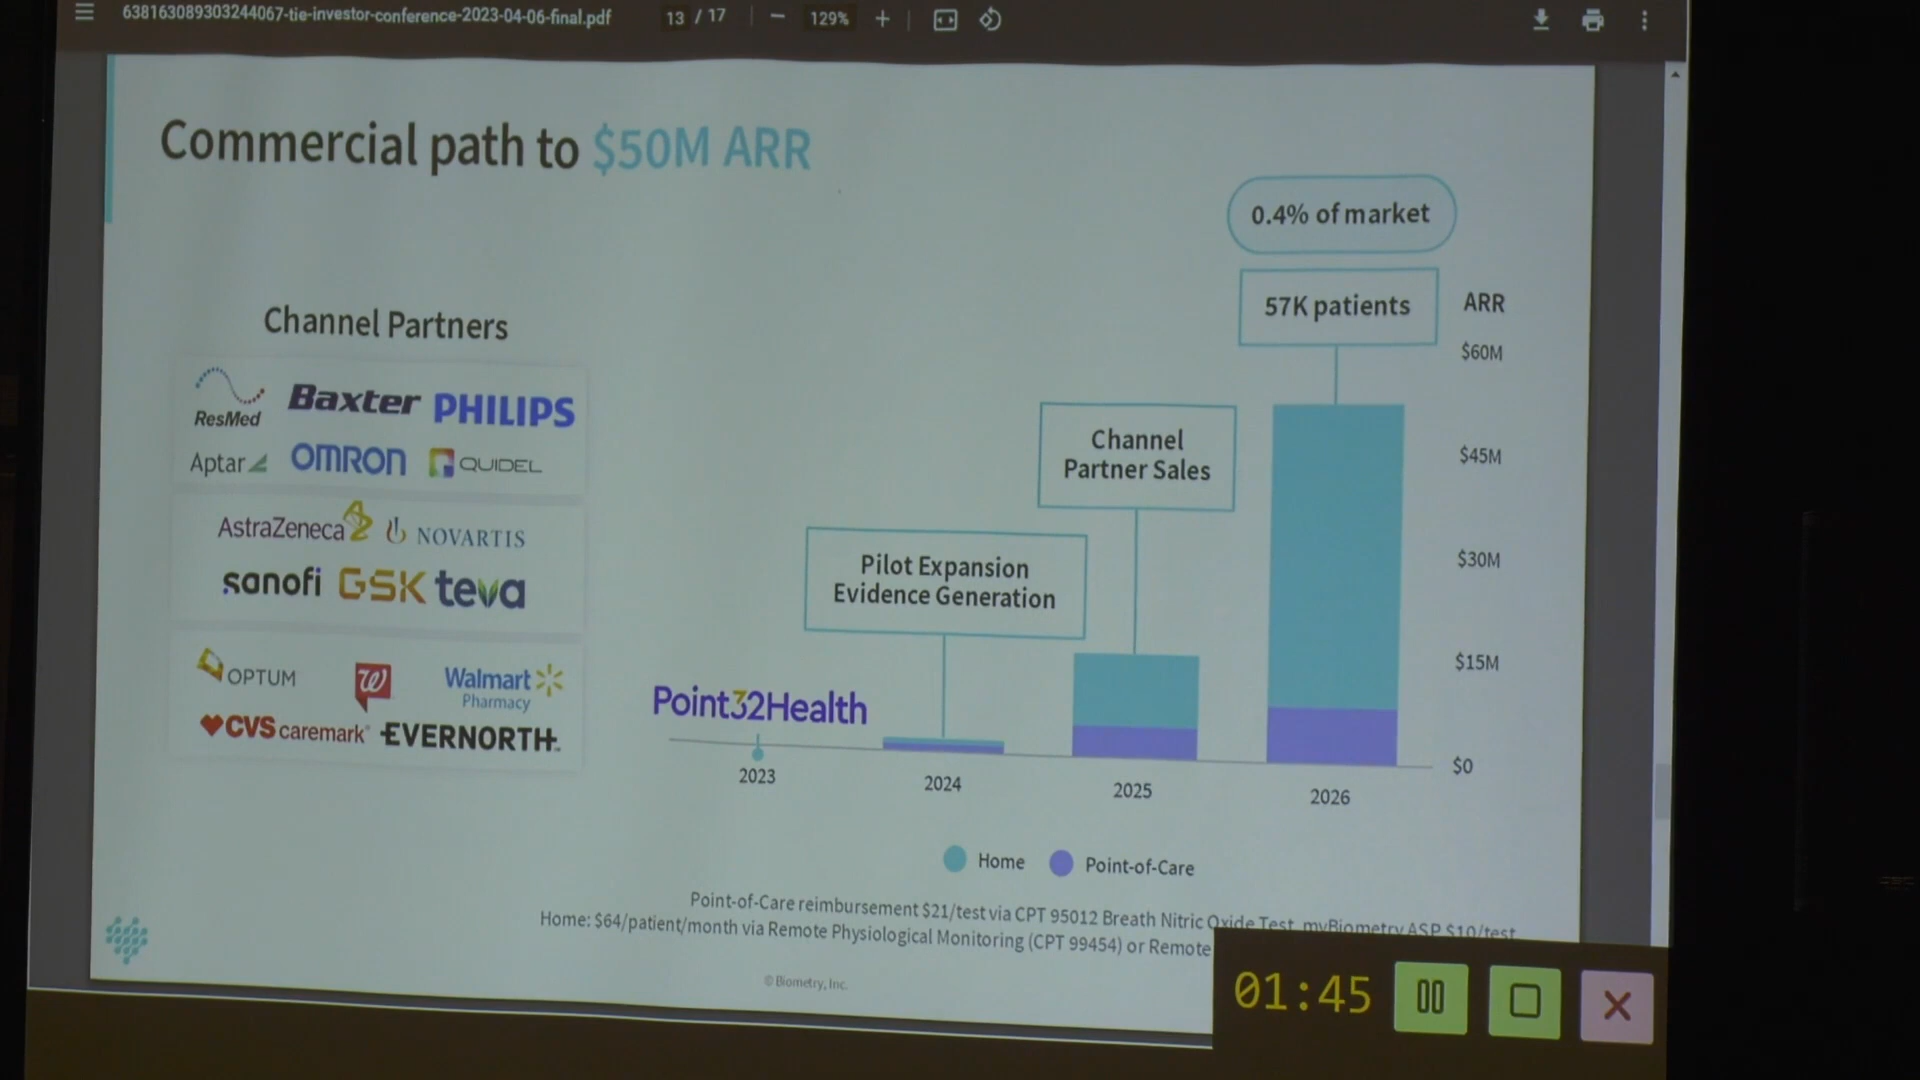 638163089303244067-tie-investor-conference-2023-04-06-final.pdf
13 / 17
129%
Commercial path to $50M ARR
0.4% of market
57K patients
ARR
$60M
$45M
$30M
$15M
$0
Channel Partners
ResMed
Baxter
PHILIPS
Aptar
OMRON
QUIDEL
AstraZeneca
NOVARTIS
sanofi
GSK
teva
OPTUM
W
Walmart
Pharmacy
CVS caremark
EVERNORTH
Channel
Partner Sales
Pilot Expansion
Evidence Generation
Point32Health
2023
2024
2025
2026
Home
Point-of-Care
Point-of-Care reimbursement $21/test via CPT 95012 Breath Nitric Oxide Test, myBiometry ASP $10/test
Home: $64/patient/month via Remote Physiological Monitoring (CPT 99454) or Remote
© Biometry, Inc.
01:45